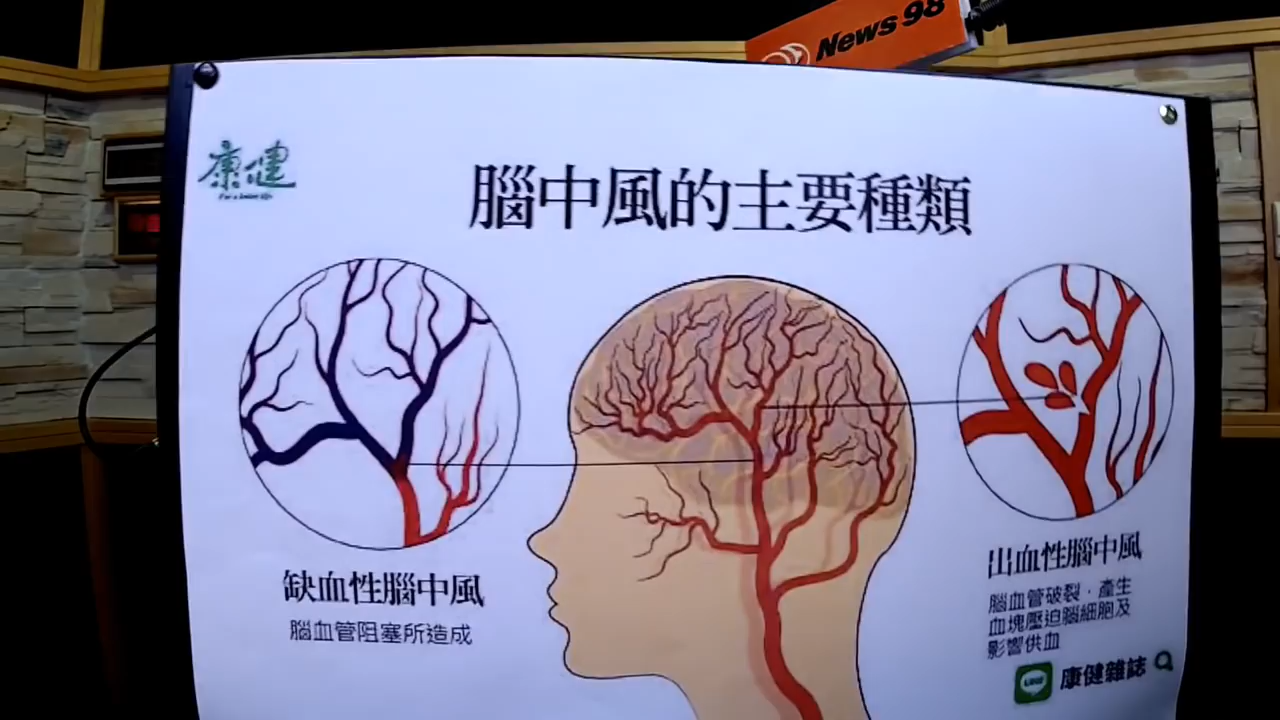 News 98
康健
For a better life
腦中風的主要種類
缺血性腦中風
腦血管阻塞所造成
出血性腦中風
腦血管破裂，產生
血塊壓迫腦細胞及
影響供血
LINE
康健雜誌